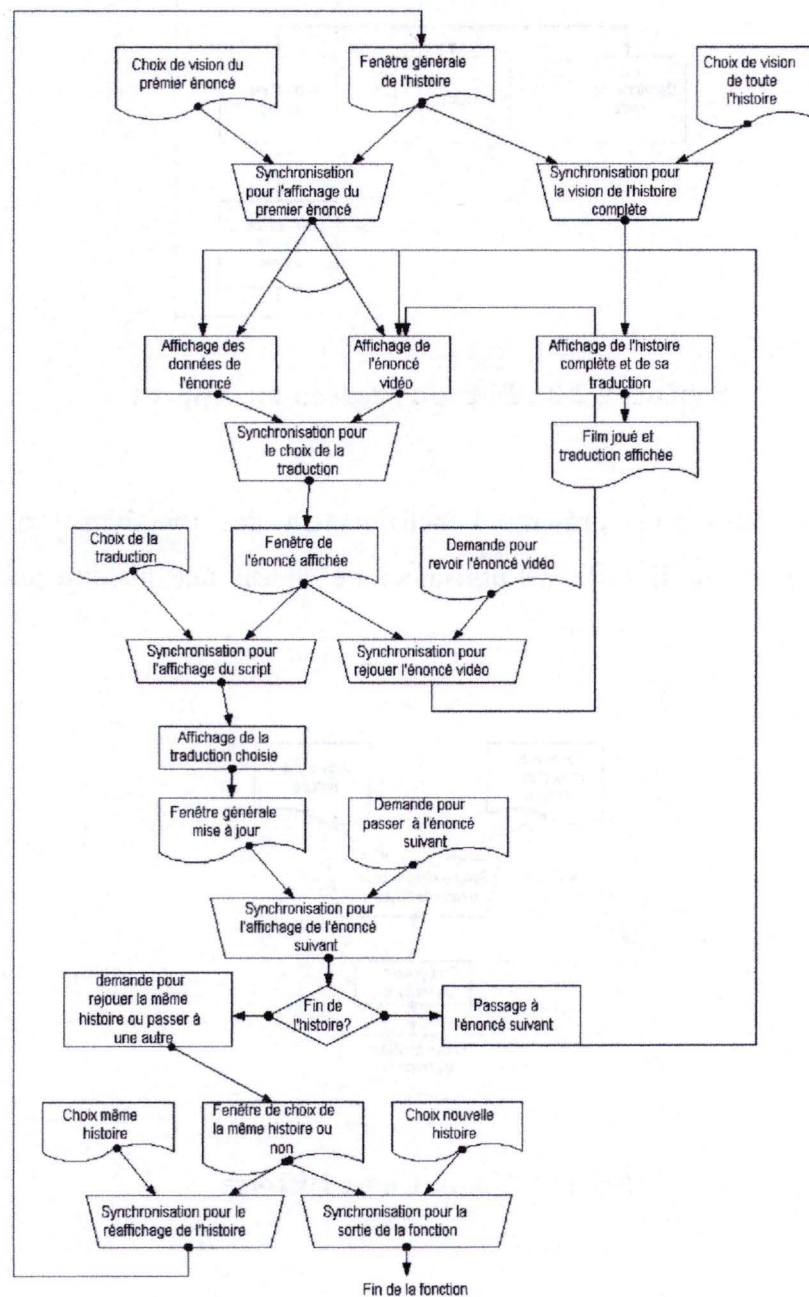 Choix de vision du
prémier énoncé
Fenêtre générale
de l'histoire
Choix de vision
de toute
l'histoire
Synchronisation
pour l'affichage du
premier énoncé
Synchronisation pour
la vision de l'histoire
complète
Affichage des
données de
l'énoncé
Affichage de
l'énoncé
vidéo
Affichage de l'histoire
complète et de sa
traduction
Synchronisation pour
le choix de la
traduction
Film joué et
traduction affichée
Choix de la
traduction
Fenêtre de
l'énoncé affichée
Demande pour
revoir l'énoncé vidéo
Synchronisation pour
l'affichage du script
Synchronisation pour
rejouer l'énoncé vidéo
Affichage de la
traduction choisie
Fenêtre générale
mise à jour
Demande pour
passer à l'énoncé
suivant
Synchronisation pour
l'affichage de l'énoncé
suivant
demande pour
rejouer la même
histoire ou passer à
une autre
Fin de
l'histoire?
Passage à
l'énoncé suivant
Choix même
histoire
Fenêtre de choix de
la même histoire ou
non
Choix nouvelle
histoire
Synchronisation pour le
réaffichage de l'histoire
Synchronisation pour la
sortie de la fonction
Fin de la fonction